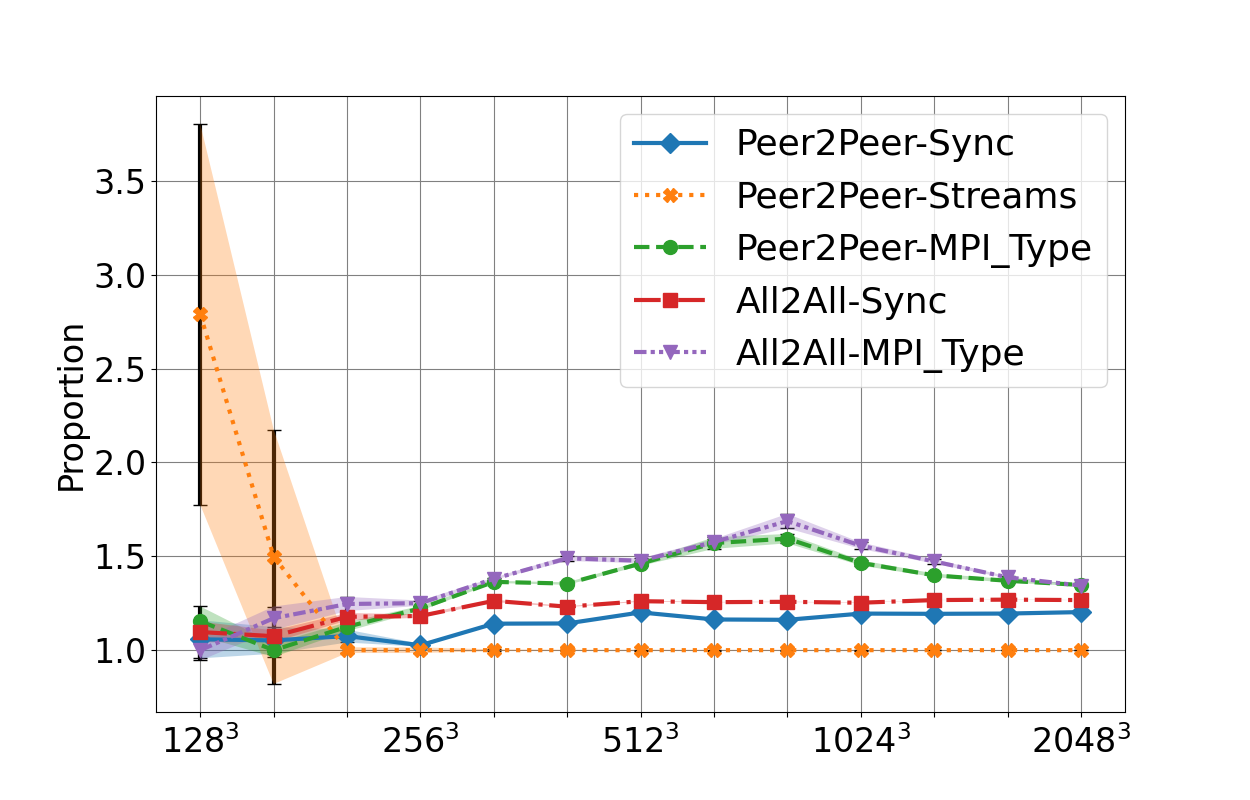 Peer2Peer-Sync
Peer2Peer-Streams
Peer2Peer-MPI_Type
All2All-Sync
All2All-MPI_Type
Proportion
3.5
3.0
2.5
2.0
1.5
1.0
128³ 256³ 512³ 1024³ 2048³